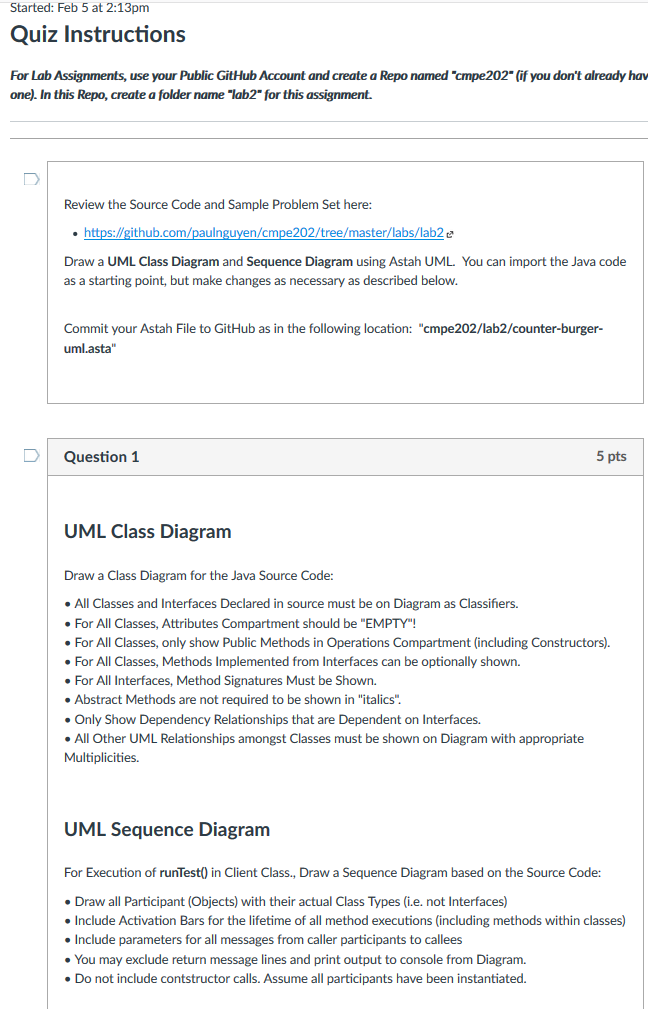 Started: Feb 5 at 2:13pm
Quiz Instructions
For Lab Assignments, use your Public GitHub Account and create a Repo named "cmpe202" (if you don't already hav
one). In this Repo, create a folder name "lab2" for this assignment.
Review the Source Code and Sample Problem Set here:
• https://github.com/paulnguyen/cmpe202/tree/master/labs/lab2
Draw a UML Class Diagram and Sequence Diagram using Astah UML. You can import the Java code
as a starting point, but make changes as necessary as described below.
Commit your Astah File to GitHub as in the following location: "cmpe202/lab2/counter-burger-
uml.asta"
Question 1 5 pts
UML Class Diagram
Draw a Class Diagram for the Java Source Code:
• All Classes and Interfaces Declared in source must be on Diagram as Classifiers.
• For All Classes, Attributes Compartment should be "EMPTY"!
• For All Classes, only show Public Methods in Operations Compartment (including Constructors).
• For All Classes, Methods Implemented from Interfaces can be optionally shown.
• For All Interfaces, Method Signatures Must be Shown.
• Abstract Methods are not required to be shown in "italics".
• Only Show Dependency Relationships that are Dependent on Interfaces.
• All Other UML Relationships amongst Classes must be shown on Diagram with appropriate
Multiplicities.
UML Sequence Diagram
For Execution of runTest() in Client Class., Draw a Sequence Diagram based on the Source Code:
• Draw all Participant (Objects) with their actual Class Types (i.e. not Interfaces)
• Include Activation Bars for the lifetime of all method executions (including methods within classes)
• Include parameters for all messages from caller participants to callees
• You may exclude return message lines and print output to console from Diagram.
• Do not include contstructor calls. Assume all participants have been instantiated.